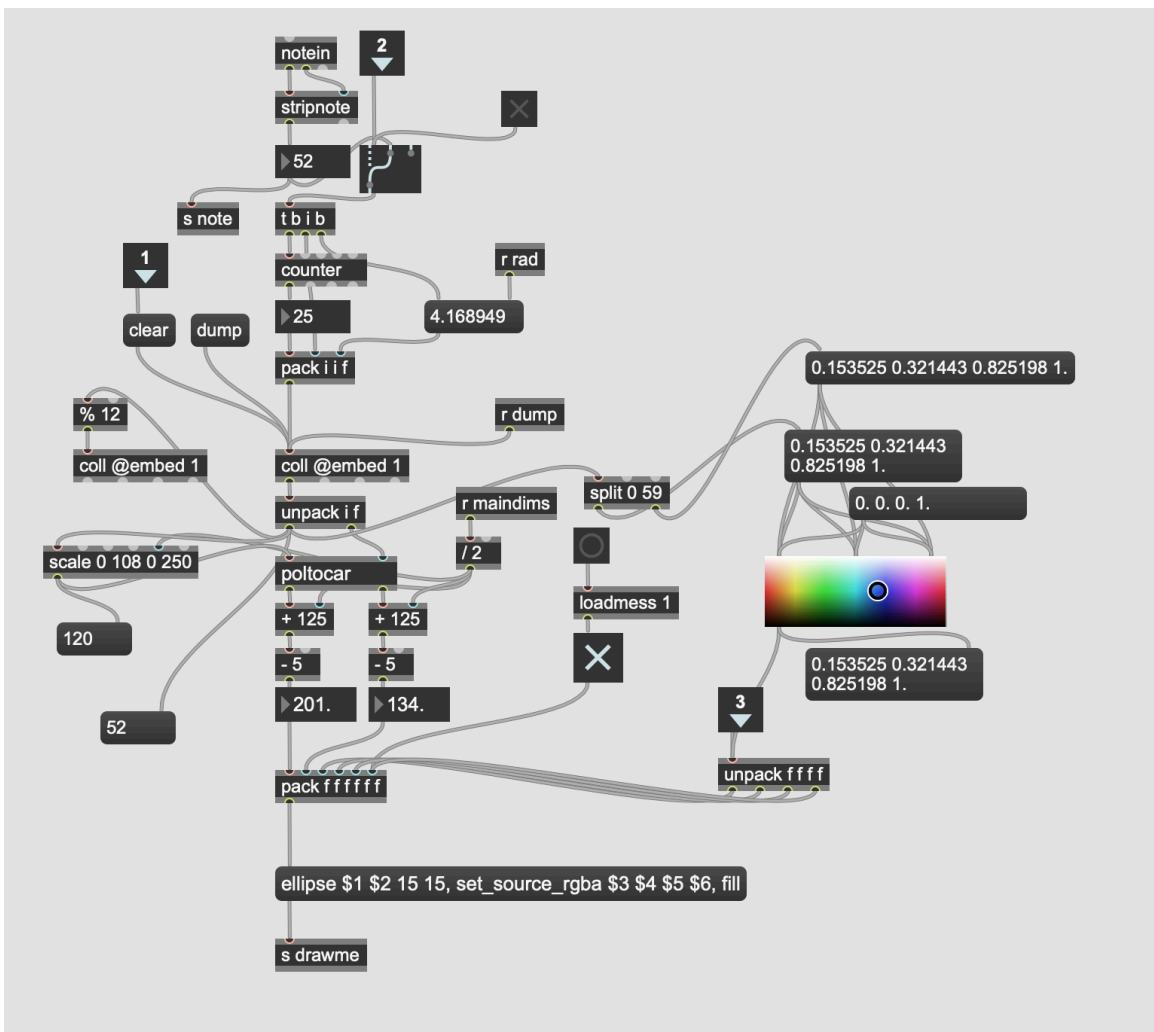 notein
2
stripnote
52
s note
t b i b
1
counter
r rad
clear
dump
25
4.168949
pack i i f
0.153525 0.321443 0.825198 1.
% 12
r dump
0.153525 0.321443
0.825198 1.
coll @embed 1
coll @embed 1
split 0 59
r maindims
0. 0. 0. 1.
unpack i f
/ 2
scale 0 108 0 250
poltocar
loadmess 1
+ 125
+ 125
120
- 5
- 5
0.153525 0.321443
0.825198 1.
201.
134.
3
52
unpack f f f f
pack f f f f f f
ellipse $1 $2 15 15, set_source_rgba $3 $4 $5 $6, fill
s drawme